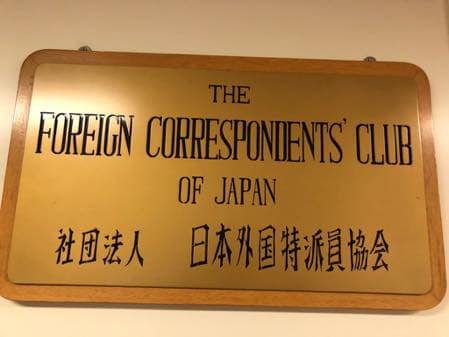 THE
FOREIGN CORRESPONDENTS' CLUB
OF JAPAN
社団法人 日本外国特派員協会